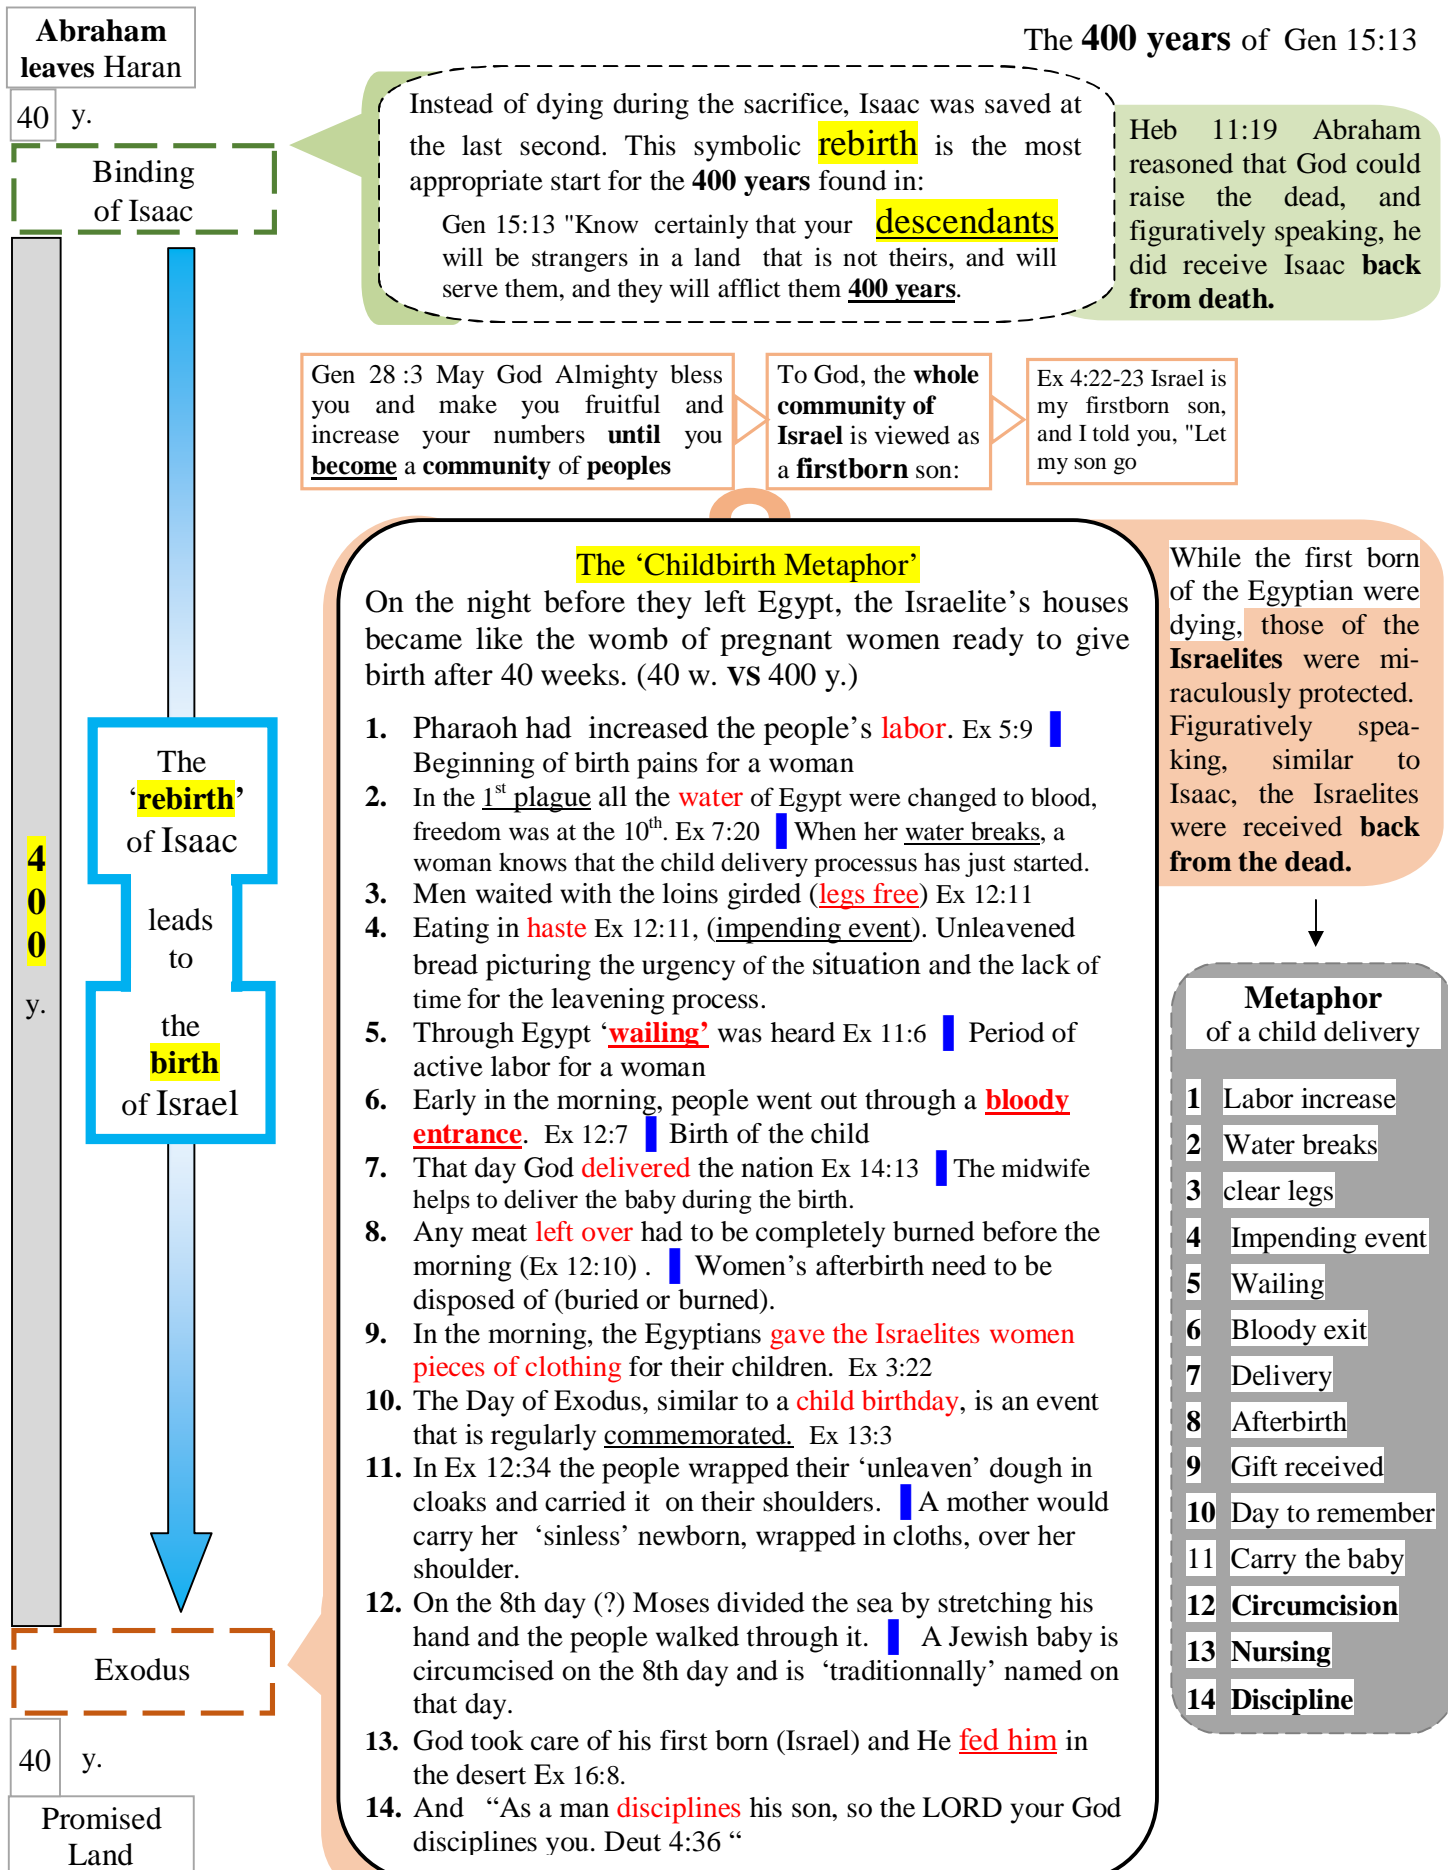 Abraham
leaves Haran
40 y.
Binding
of Isaac
The 400 years of Gen 15:13
Instead of dying during the sacrifice, Isaac was saved at
the last second. This symbolic rebirth is the most
appropriate start for the 400 years found in:
Gen 15:13 "Know certainly that your descendants
will be strangers in a land that is not theirs, and will
serve them, and they will afflict them 400 years.
Heb 11:19 Abraham
reasoned that God could
raise the dead, and
figuratively speaking, he
did receive Isaac back
from death.
Gen 28 :3 May God Almighty bless
you and make you fruitful and
increase your numbers until you
become a community of peoples
To God, the whole
community of
Israel is viewed as
a firstborn son:
Ex 4:22-23 Israel is
my firstborn son,
and I told you, "Let
my son go
4
0
0
y.
The
‘rebirth’
of Isaac
leads
to
the
birth
of Israel
Exodus
40 y.
Promised
Land
The ‘Childbirth Metaphor’
On the night before they left Egypt, the Israelite’s houses
became like the womb of pregnant women ready to give
birth after 40 weeks. (40 w. VS 400 y.)
1. Pharaoh had increased the people’s labor. Ex 5:9
Beginning of birth pains for a woman
2. In the 1st plague all the water of Egypt were changed to blood,
freedom was at the 10th. Ex 7:20 When her water breaks, a
woman knows that the child delivery processus has just started.
3. Men waited with the loins girded (legs free) Ex 12:11
4. Eating in haste Ex 12:11, (impending event). Unleavened
bread picturing the urgency of the situation and the lack of
time for the leavening process.
5. Through Egypt ‘wailing’ was heard Ex 11:6 Period of
active labor for a woman
6. Early in the morning, people went out through a bloody
entrance. Ex 12:7 Birth of the child
7. That day God delivered the nation Ex 14:13 The midwife
helps to deliver the baby during the birth.
8. Any meat left over had to be completely burned before the
morning (Ex 12:10) . Women’s afterbirth need to be
disposed of (buried or burned).
9. In the morning, the Egyptians gave the Israelites women
pieces of clothing for their children. Ex 3:22
10. The Day of Exodus, similar to a child birthday, is an event
that is regularly commemorated. Ex 13:3
11. In Ex 12:34 the people wrapped their ‘unleaven’ dough in
cloaks and carried it on their shoulders. A mother would
carry her ‘sinless’ newborn, wrapped in cloths, over her
shoulder.
12. On the 8th day (?) Moses divided the sea by stretching his
hand and the people walked through it. A Jewish baby is
circumcised on the 8th day and is ‘traditionnally’ named on
that day.
13. God took care of his first born (Israel) and He fed him in
the desert Ex 16:8.
14. And “As a man disciplines his son, so the LORD your God
disciplines you. Deut 4:36 “
While the first born
of the Egyptian were
dying, those of the
Israelites were mi-
raculously protected.
Figuratively spea-
king, similar to
Isaac, the Israelites
were received back
from the dead.
Metaphor
of a child delivery
1 Labor increase
2 Water breaks
3 clear legs
4 Impending event
5 Wailing
6 Bloody exit
7 Delivery
8 Afterbirth
9 Gift received
10 Day to remember
11 Carry the baby
12 Circumcision
13 Nursing
14 Discipline